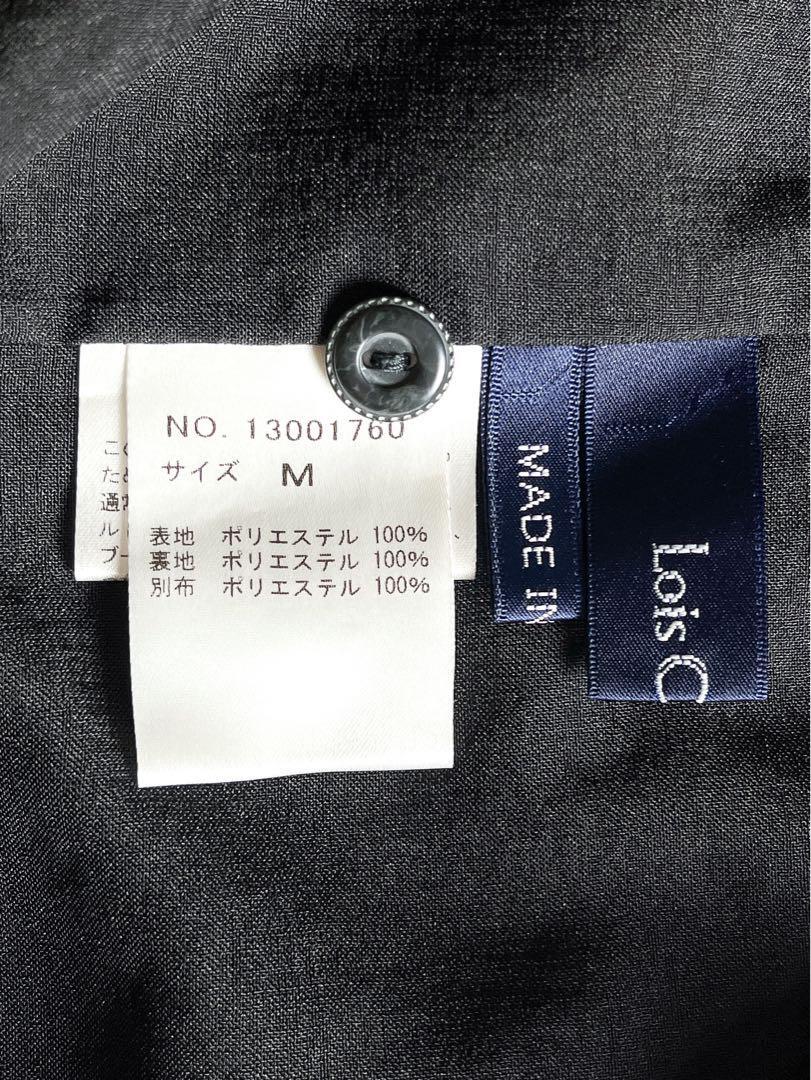 NO. 13001760
サイズ M
表地 ポリエステル 100%
裏地 ポリエステル 100%
別布 ポリエステル 100%
MADE IN
Lois C